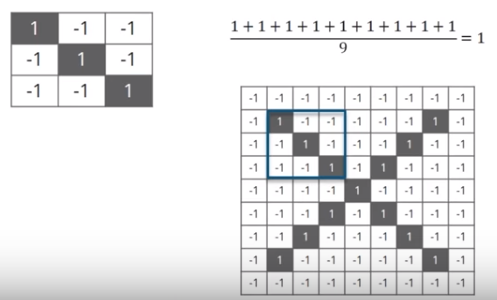 1 -1 -1
-1 1 -1
-1 -1 1
1 + 1 + 1 + 1 + 1 + 1 + 1 + 1 + 1
9
= 1
-1 -1 -1 -1 -1 -1 -1 -1 -1
-1 1 -1 -1 -1 -1 -1 1 -1
-1 -1 1 -1 -1 -1 1 -1 -1
-1 -1 -1 1 -1 1 -1 -1 -1
-1 -1 -1 -1 1 -1 -1 -1 -1
-1 -1 -1 1 -1 1 -1 -1 -1
-1 -1 1 -1 -1 -1 1 -1 -1
-1 1 -1 -1 -1 -1 -1 1 -1
-1 -1 -1 -1 -1 -1 -1 -1 -1